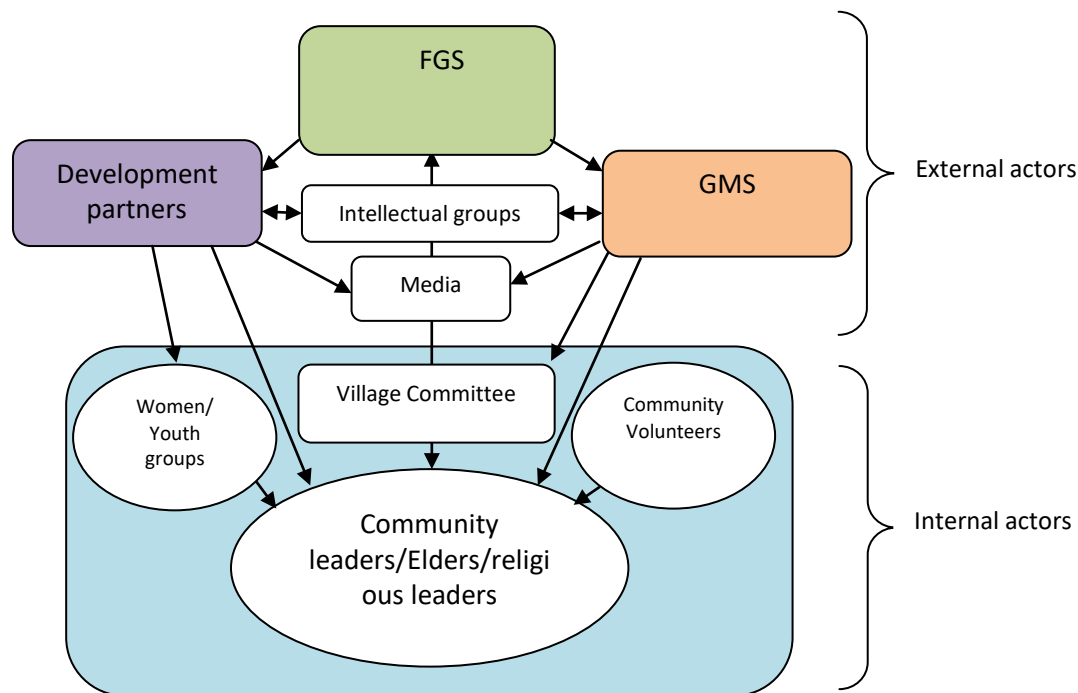 FGS
External actors
Development
partners
GMS
Intellectual groups
Media
Village Committee
Women/
Youth
groups
Community
Volunteers
Community
leaders/Elders/religi
ous leaders
Internal actors